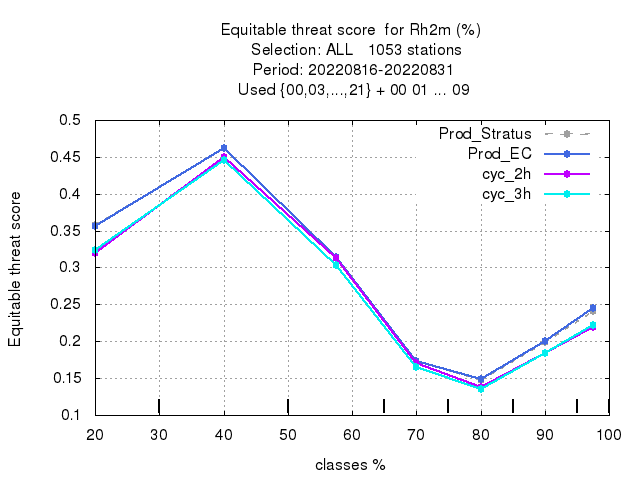 Equitable threat score  for Rh2m (%)
Selection: ALL   1053 stations
Period: 20220816-20220831
Used {00,03,...,21} + 00 01 ... 09
Prod_Stratus
Prod_EC
cyc_2h
cyc_3h
Equitable threat score
0.5
0.45
0.4
0.35
0.3
0.25
0.2
0.15
0.1
20 30 40 50 60 70 80 90 100
classes %